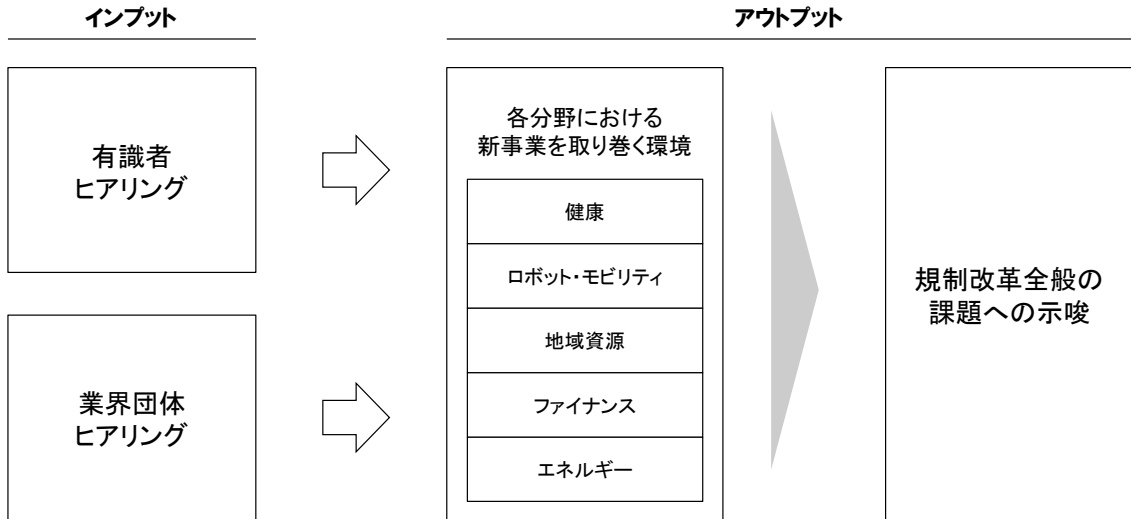 インプット
アウトプット
有識者
ヒアリング
業界団体
ヒアリング
各分野における
新事業を取り巻く環境
健康
ロボット・モビリティ
地域資源
ファイナンス
エネルギー
規制改革全般の
課題への示唆